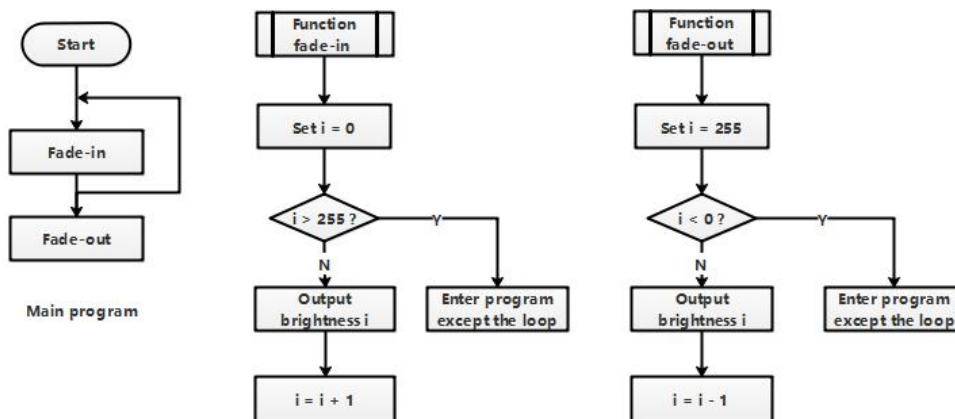 Start
Fade-in
Fade-out
Main program
Function
fade-in
Set i = 0
i > 255 ?
Y
N
Output
brightness i
Enter program
except the loop
i = i + 1
Function
fade-out
Set i = 255
i < 0 ?
Y
N
Output
brightness i
Enter program
except the loop
i = i - 1